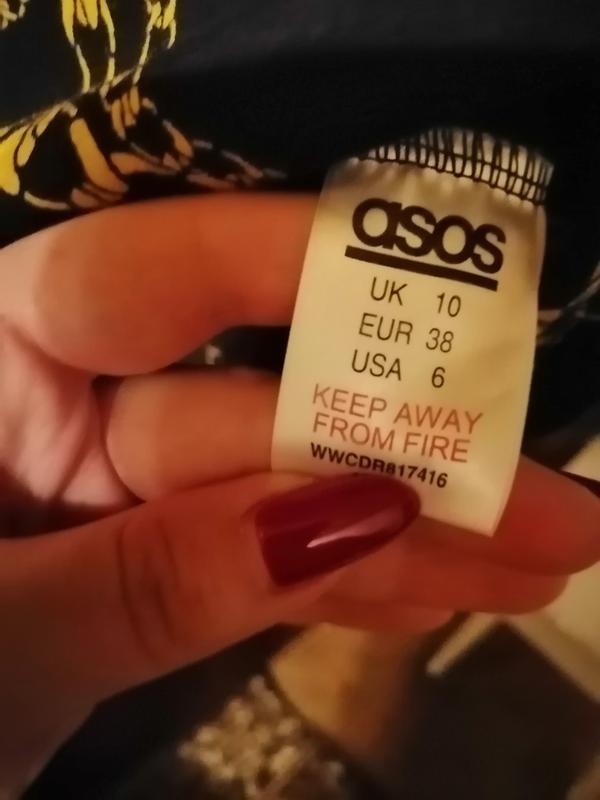 asos
UK 10
EUR 38
USA 6
KEEP AWAY
FROM FIRE
WWCDR817416